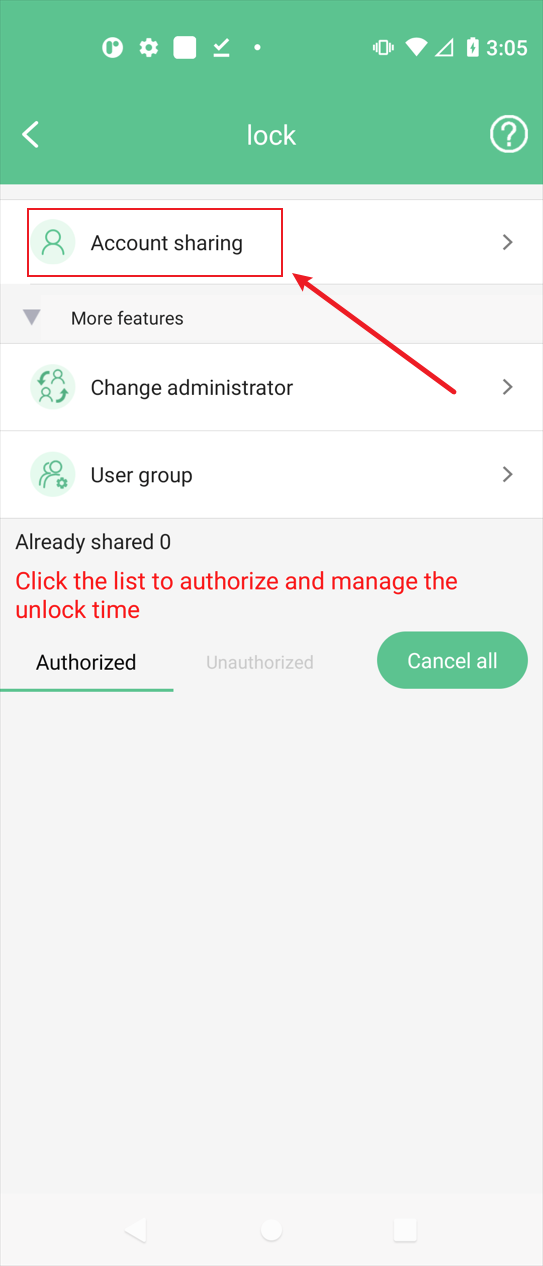 3:05
lock
Account sharing
More features
Change administrator
User group
Already shared 0
Click the list to authorize and manage the
unlock time
Authorized
Unauthorized
Cancel all